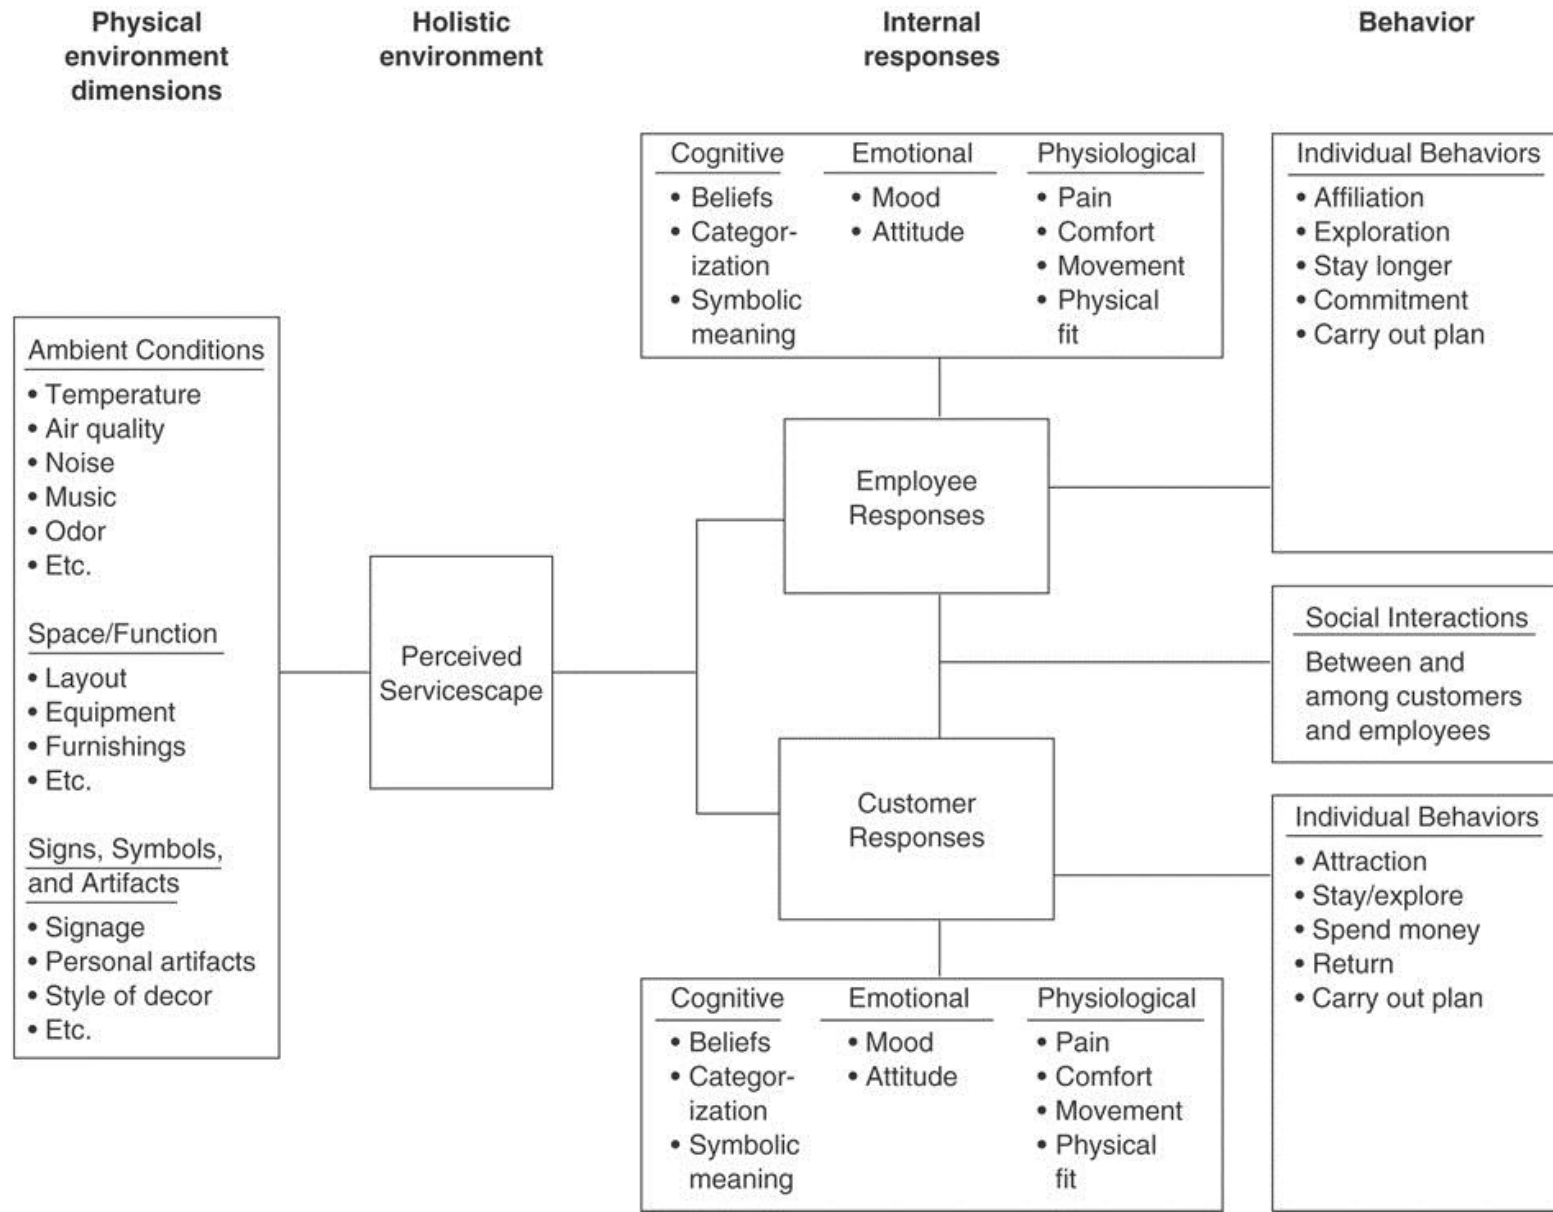 Physical
environment
dimensions
Holistic
environment
Internal
responses
Behavior
Ambient Conditions
• Temperature
• Air quality
• Noise
• Music
• Odor
• Etc.
Space/Function
• Layout
• Equipment
• Furnishings
• Etc.
Signs, Symbols,
and Artifacts
• Signage
• Personal artifacts
• Style of decor
• Etc.
Perceived
Servicescape
Cognitive
• Beliefs
• Categor-
ization
• Symbolic
meaning
Emotional
• Mood
• Attitude
Physiological
• Pain
• Comfort
• Movement
• Physical
fit
Employee
Responses
Customer
Responses
Cognitive
• Beliefs
• Categor-
ization
• Symbolic
meaning
Emotional
• Mood
• Attitude
Physiological
• Pain
• Comfort
• Movement
• Physical
fit
Individual Behaviors
• Affiliation
• Exploration
• Stay longer
• Commitment
• Carry out plan
Social Interactions
Between and
among customers
and employees
Individual Behaviors
• Attraction
• Stay/explore
• Spend money
• Return
• Carry out plan